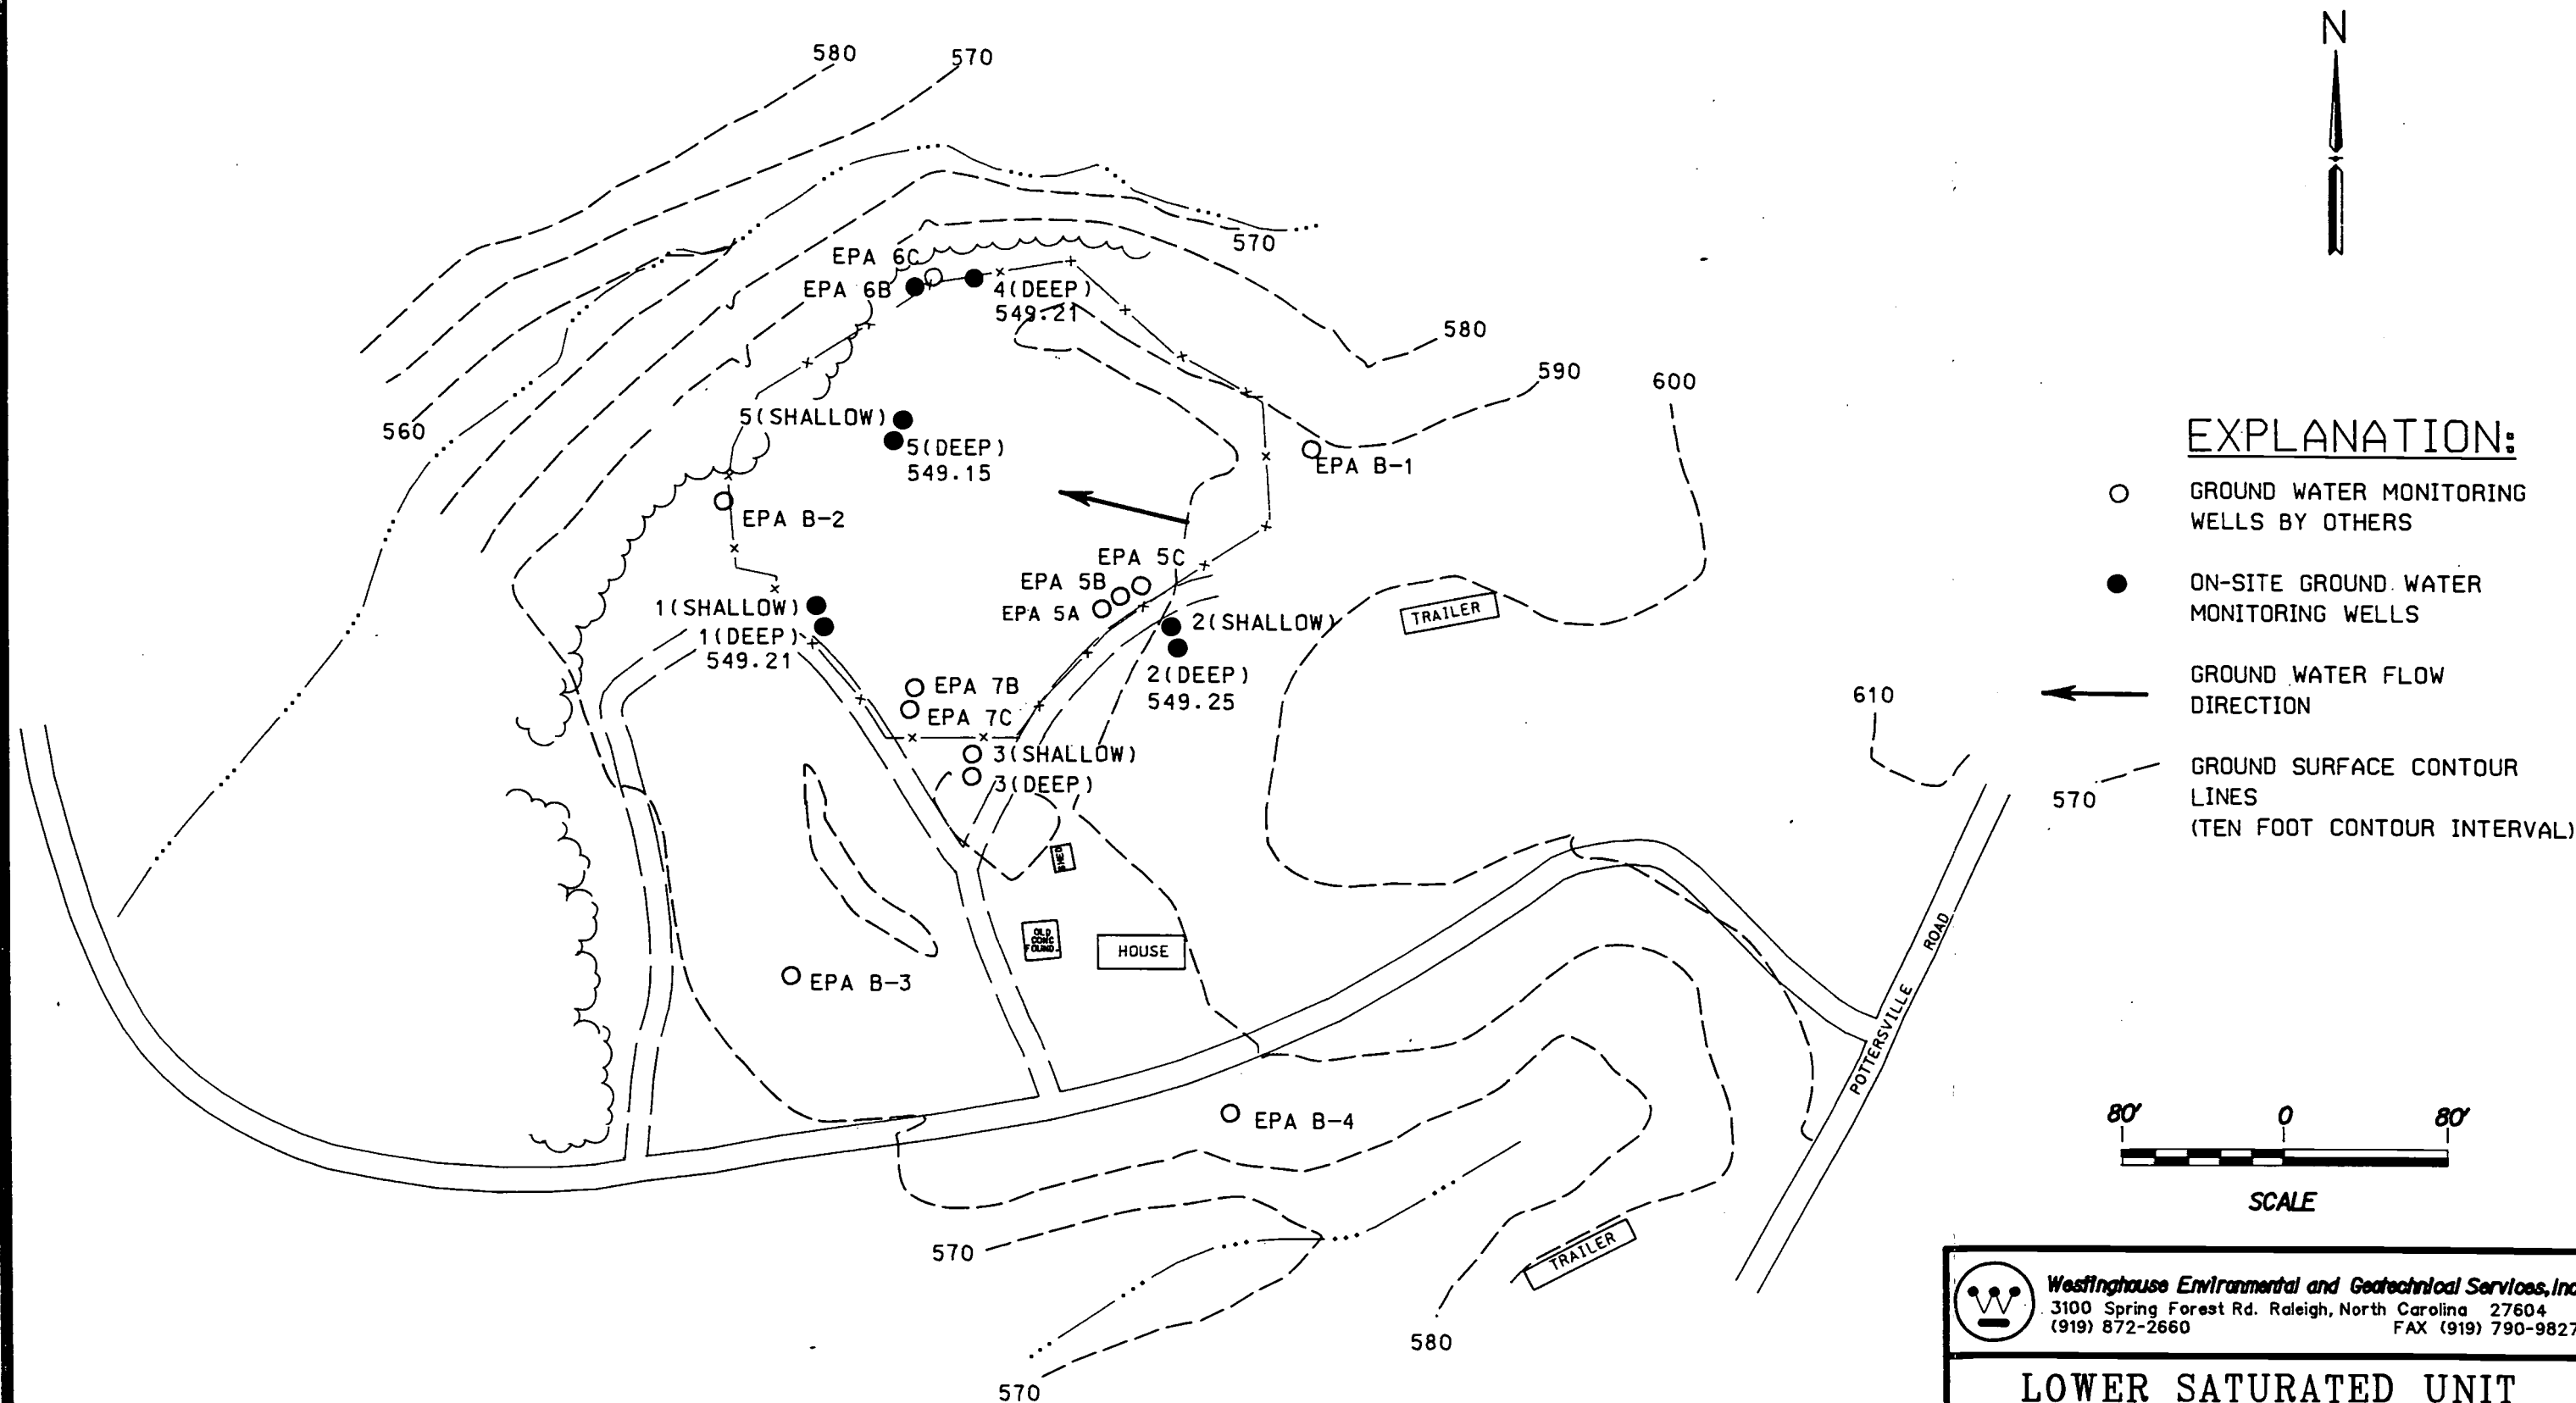 N
580
570
570
EPA 6C
EPA 6B
4(DEEP)
549.21
580
590
600
560
5(SHALLOW)
5(DEEP)
549.15
EPA B-1
EPA B-2
EPA 5C
EPA 5B
EPA 5A
1(SHALLOW)
1(DEEP)
549.21
2(SHALLOW)
2(DEEP)
549.25
TRAILER
EPA 7B
EPA 7C
3(SHALLOW)
3(DEEP)
610
SHED
OLD
CONC
FOUND.
HOUSE
EPA B-3
POTTERSVILLE ROAD
EPA B-4
570
TRAILER
580
570
EXPLANATION:
GROUND WATER MONITORING
WELLS BY OTHERS
ON-SITE GROUND WATER
MONITORING WELLS
GROUND WATER FLOW
DIRECTION
570
GROUND SURFACE CONTOUR
LINES
(TEN FOOT CONTOUR INTERVAL)
80' 0 80'
SCALE
Westinghouse Environmental and Geotechnical Services, Inc
3100 Spring Forest Rd. Raleigh, North Carolina 27604
(919) 872-2660 FAX (919) 790-9827
LOWER SATURATED UNIT